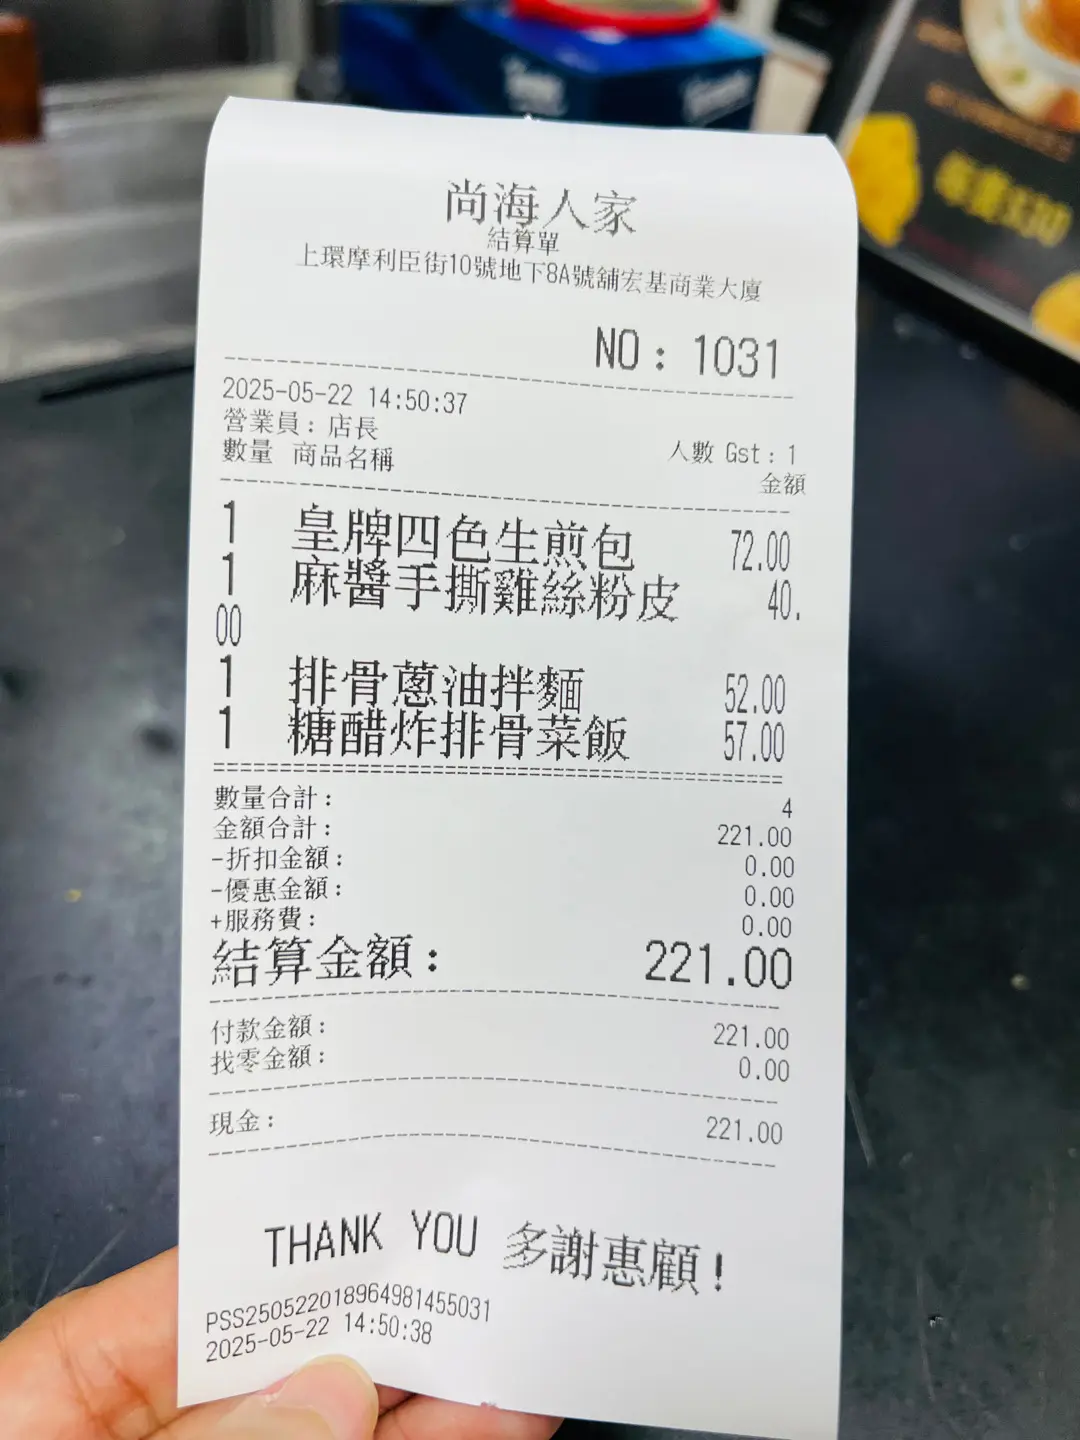 尚海人家
結算單
上環摩利臣街10號地下8A號舖宏基商業大廈
NO: 1031
2025-05-22 14:50:37
營業員: 店長
人數 Gst: 1
數量 商品名稱 金額
1 皇牌四色生煎包 72.00
1 麻醬手撕雞絲粉皮 40.
00
1 排骨蔥油拌麵 52.00
1 糖醋炸排骨菜飯 57.00
數量合計: 4
金額合計: 221.00
-折扣金額: 0.00
-優惠金額: 0.00
+服務費: 0.00
結算金額: 221.00
付款金額: 221.00
找零金額: 0.00
現金: 221.00
THANK YOU 多謝惠顧!
PSS250522018964981455031
2025-05-22 14:50:38